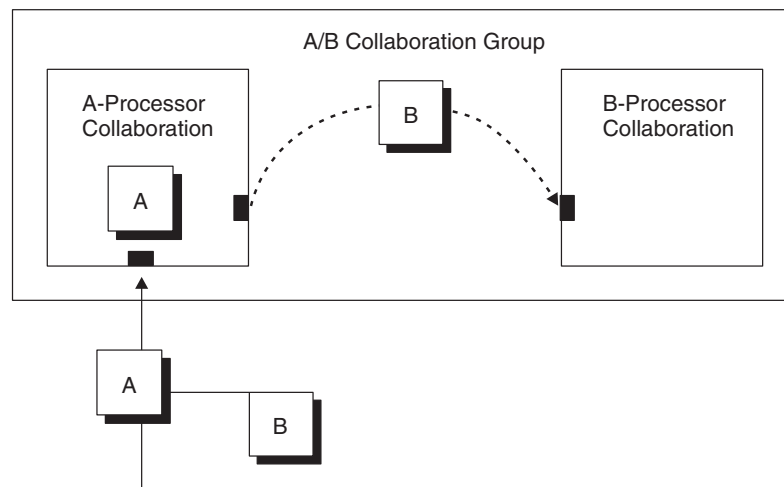 A/B Collaboration Group
A-Processor
Collaboration
B
B-Processor
Collaboration
A
A
B